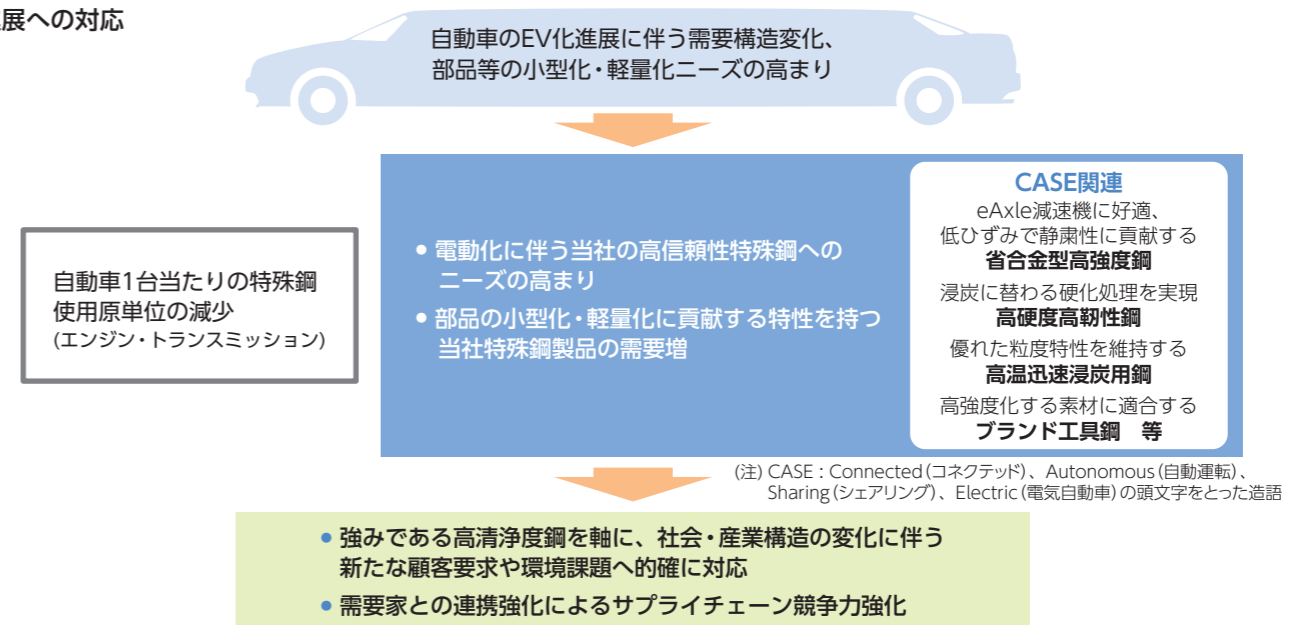 展への対応
自動車のEV化進展に伴う需要構造変化、
部品等の小型化・軽量化ニーズの高まり
自動車1台当たりの特殊鋼
使用原単位の減少
(エンジン・トランスミッション)
• 電動化に伴う当社の高信頼性特殊鋼への
ニーズの高まり
• 部品の小型化・軽量化に貢献する特性を持つ
当社特殊鋼製品の需要増
CASE関連
eAxle減速機に好適、
低ひずみで静粛性に貢献する
省合金型高強度鋼
浸炭に替わる硬化処理を実現
高硬度高靭性鋼
優れた粒度特性を維持する
高温迅速浸炭用鋼
高強度化する素材に適合する
ブランド工具鋼　等
(注) CASE : Connected(コネクテッド)、Autonomous(自動運転)、
Sharing(シェアリング)、Electric(電気自動車)の頭文字をとった造語
• 強みである高清浄度鋼を軸に、社会・産業構造の変化に伴う
新たな顧客要求や環境課題へ的確に対応
• 需要家との連携強化によるサプライチェーン競争力強化